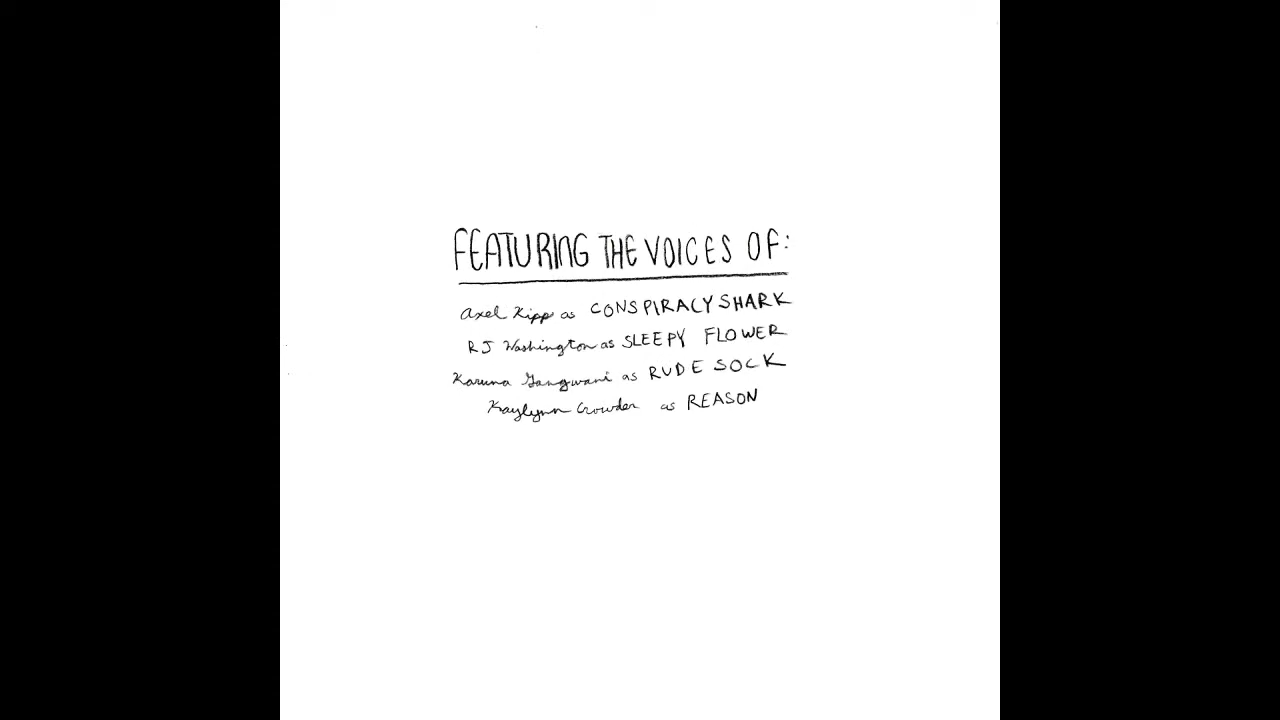 FEATURING THE VOICES OF:
Axel Kipp as CONSPIRACY SHARK
RJ Washington as SLEEPY FLOWER
Karuna Gangwani as RUDE SOCK
Kaylynn Crowder as REASON